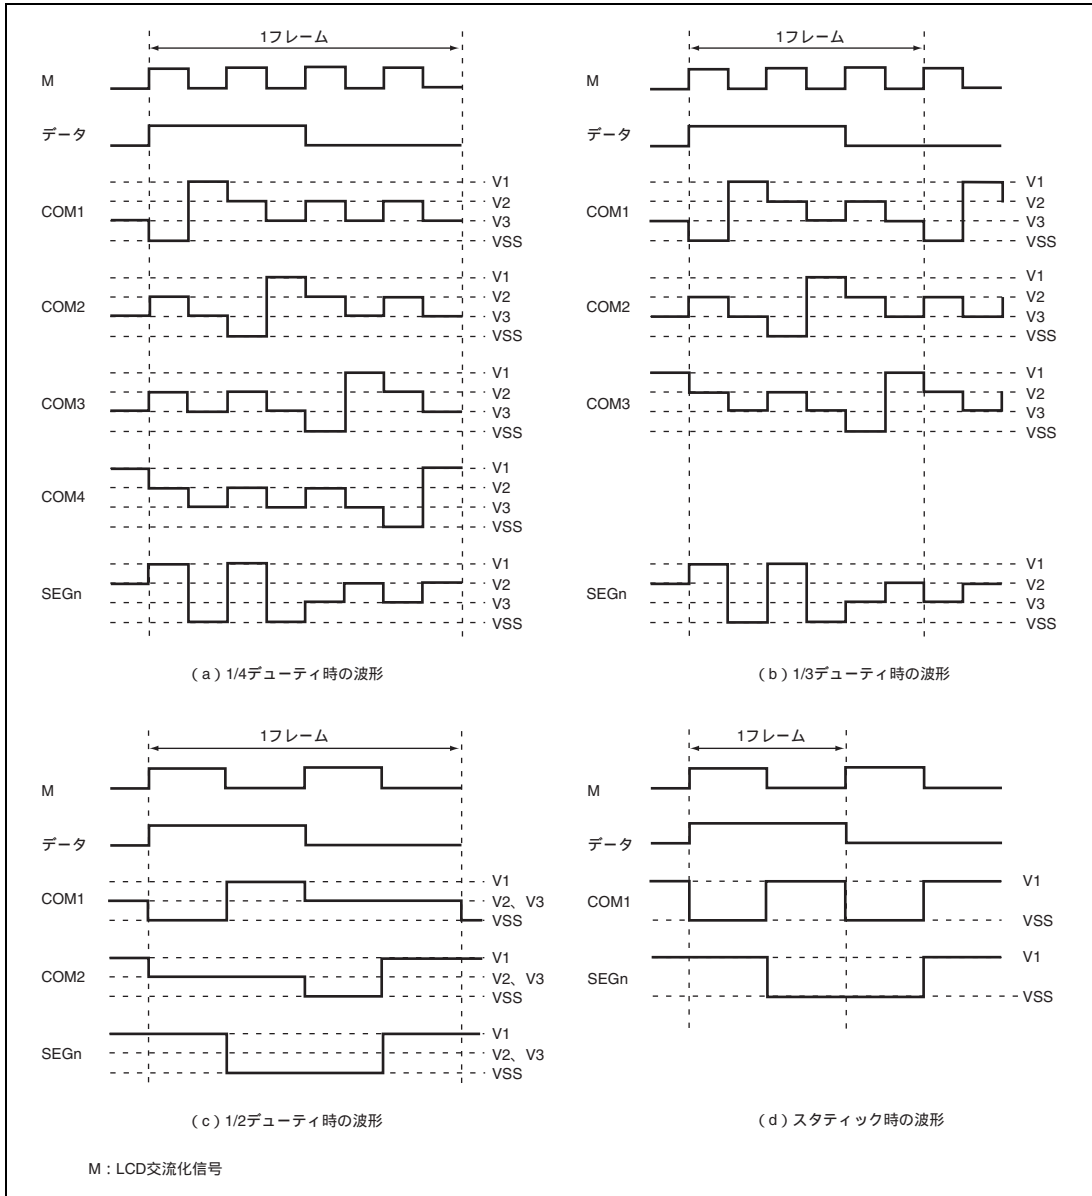 1フレーム
M
データ
COM1
V1
V2
V3
VSS
COM2
V1
V2
V3
VSS
COM3
V1
V2
V3
VSS
COM4
V1
V2
V3
VSS
SEGn
V1
V2
V3
VSS
(a)1/4デューティ時の波形
1フレーム
M
データ
COM1
V1
V2
V3
VSS
COM2
V1
V2
V3
VSS
COM3
V1
V2
V3
VSS
SEGn
V1
V2
V3
VSS
(b)1/3デューティ時の波形
1フレーム
M
データ
COM1
V1
V2、V3
VSS
COM2
V1
V2、V3
VSS
SEGn
V1
V2、V3
VSS
(c)1/2デューティ時の波形
1フレーム
M
データ
COM1
V1
VSS
SEGn
V1
VSS
(d)スタティック時の波形
M:LCD交流化信号